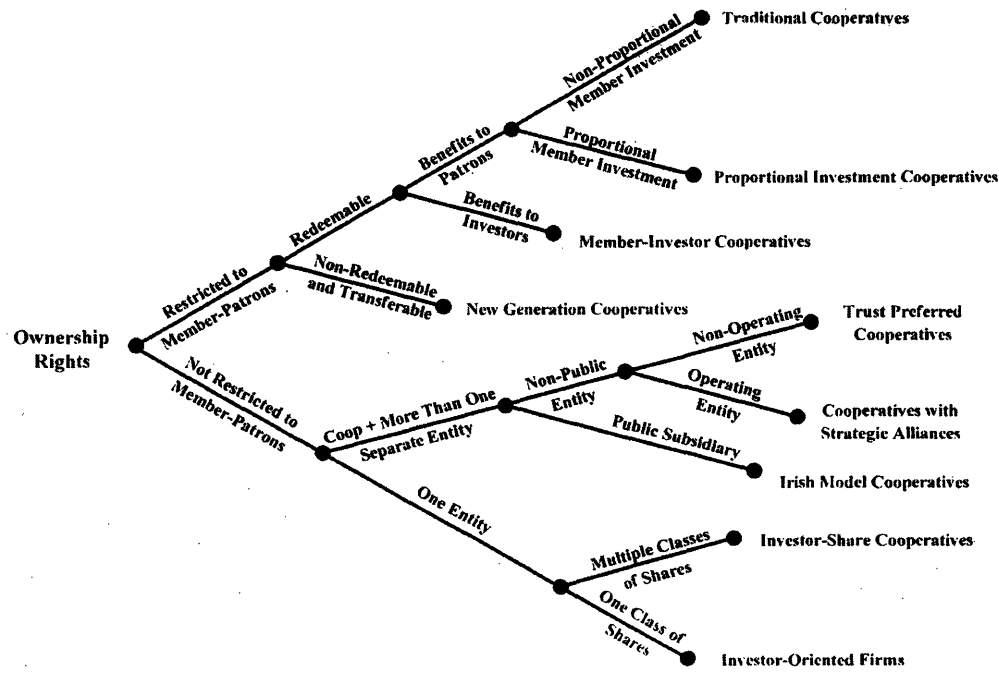 Non-Proportional
Member Investment
Traditional Cooperatives
Benefits to
Patrons
Proportional
Member Investment
Proportional Investment Cooperatives
Redeemable
Benefits to
Investors
Member-Investor Cooperatives
Restricted to
Member-Patrons
Non-Redeemable
and Transferable
New Generation Cooperatives
Ownership
Rights
Not Restricted to
Member-Patrons
Coop + More Than One
Separate Entity
Non-Public
Entity
Non-Operating
Entity
Trust Preferred
Cooperatives
Operating
Entity
Cooperatives with
Strategic Alliances
Public Subsidiary
Irish Model Cooperatives
One Entity
Multiple Classes
of Shares
Investor-Share Cooperatives
One Class of
Shares
Investor-Oriented Firms